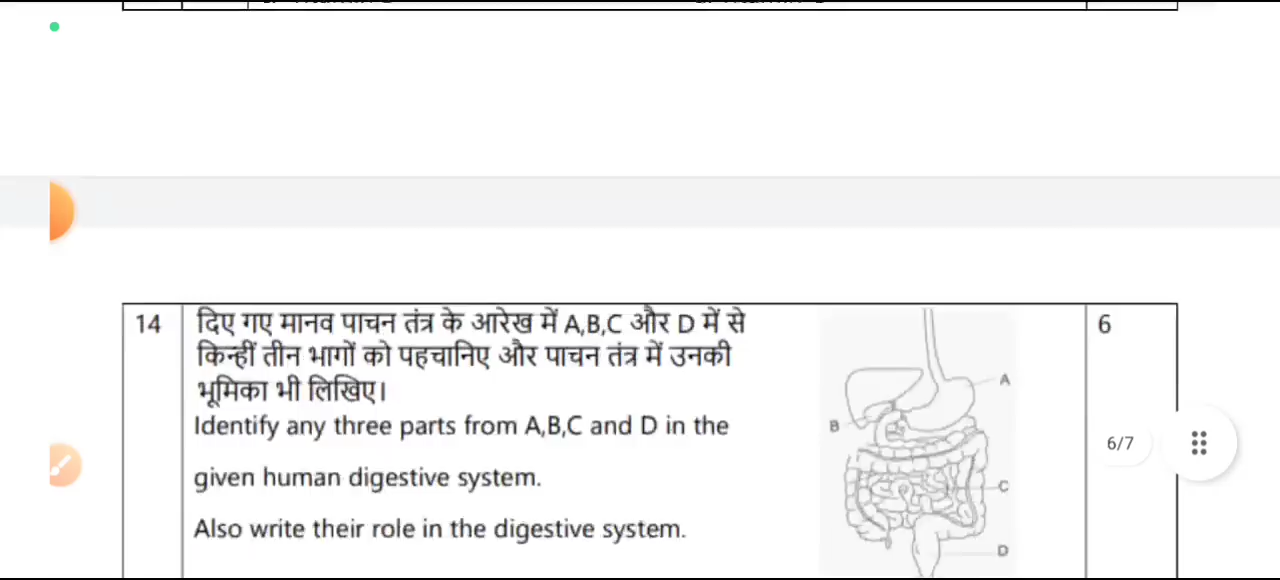 14
दिए गए मानव पाचन तंत्र के आरेख में A,B,C और D में से
किन्हीं तीन भागों को पहचानिए और पाचन तंत्र में उनकी
भूमिका भी लिखिए।
Identify any three parts from A,B,C and D in the
given human digestive system.
Also write their role in the digestive system.
A
B
C
D
6
6/7